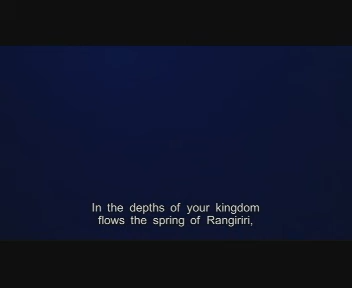 In the depths of your kingdom
flows the spring of Rangiriri,